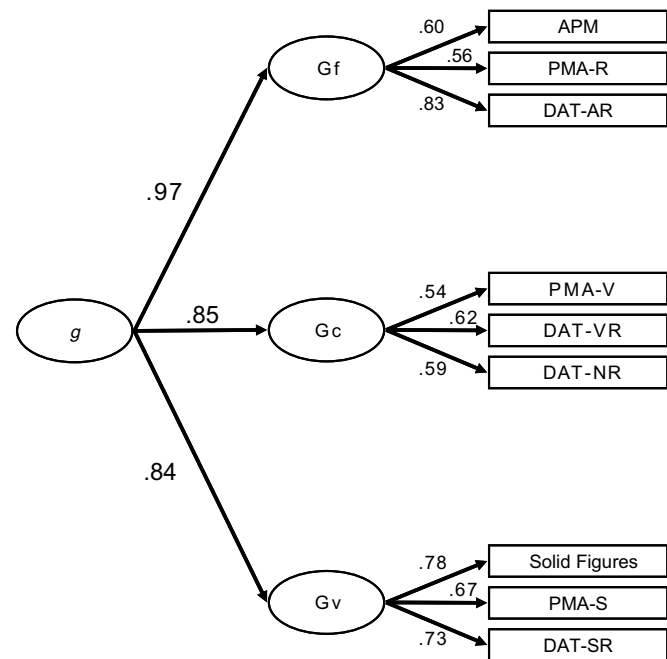 .60
APM
Gf
.56
PMA-R
.83
DAT-AR
.97
.54
PMA-V
g
.85
Gc
.62
DAT-VR
.59
DAT-NR
.84
.78
Solid Figures
Gv
.67
PMA-S
.73
DAT-SR